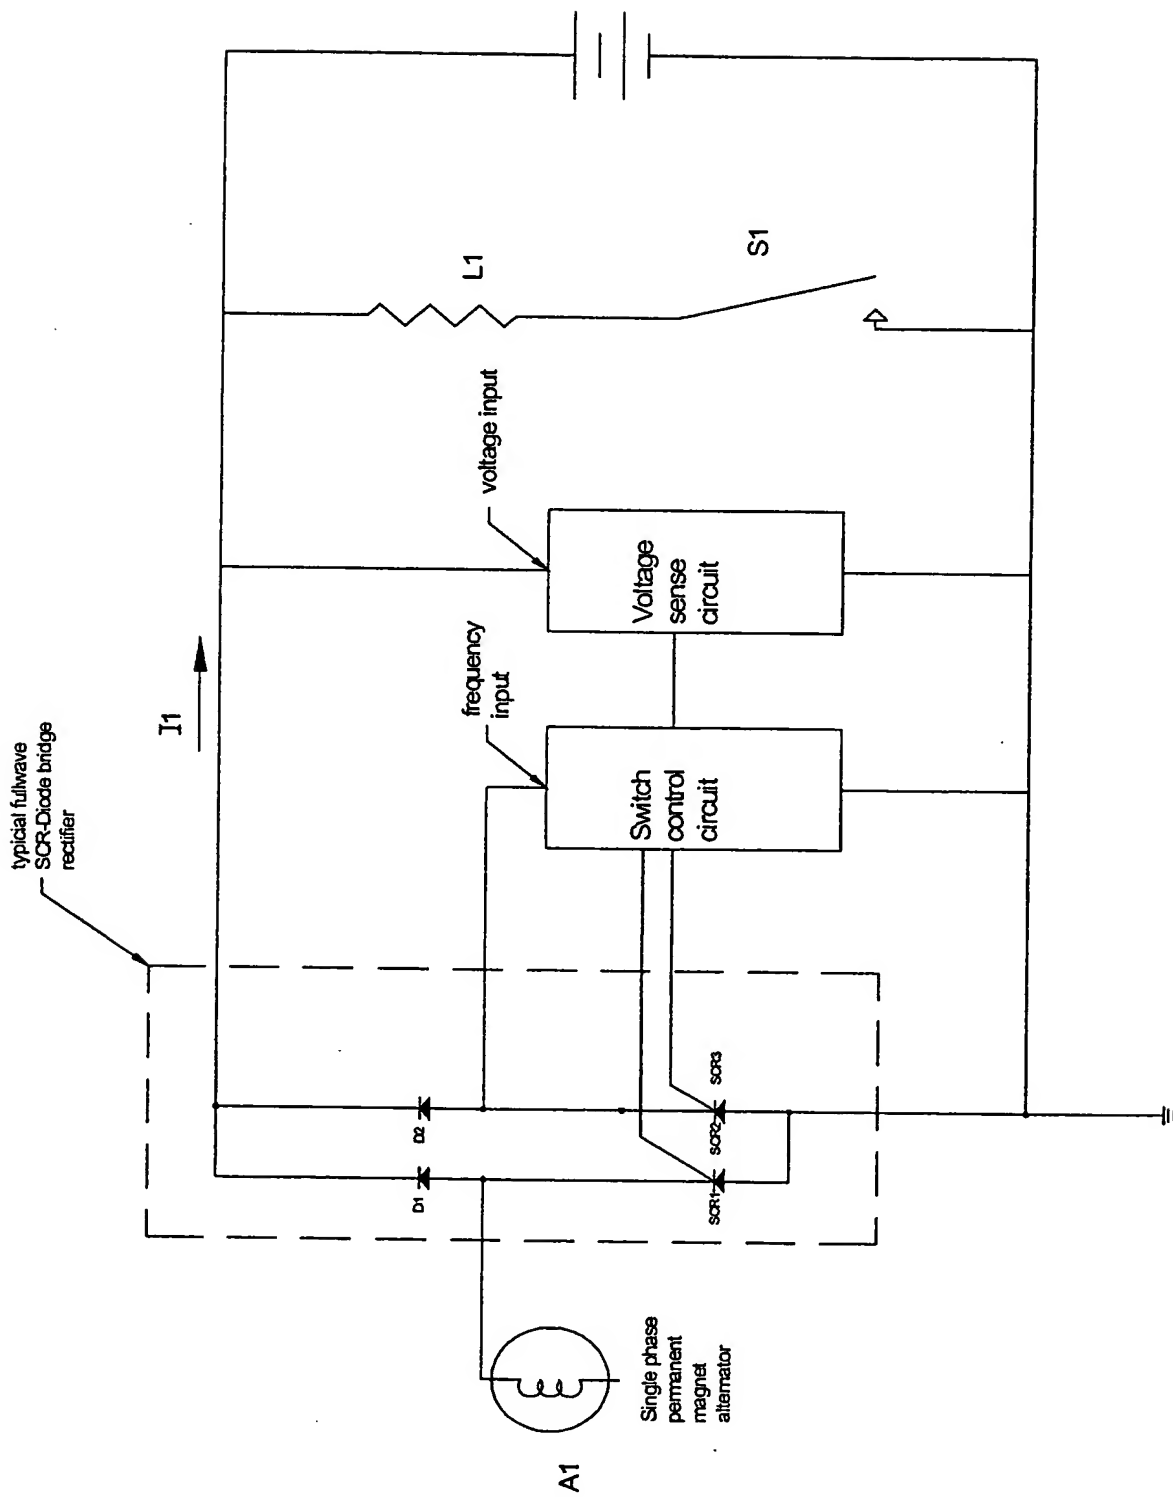 typicial fullwave
SCR-Diode bridge
rectifier
I1
frequency
input
voltage input
L1
S1
Switch
control
circuit
Voltage
sense
circuit
D1
D2
SCR1
SCR2
SCR3
A1
Single phase
permanent
magnet
alternator